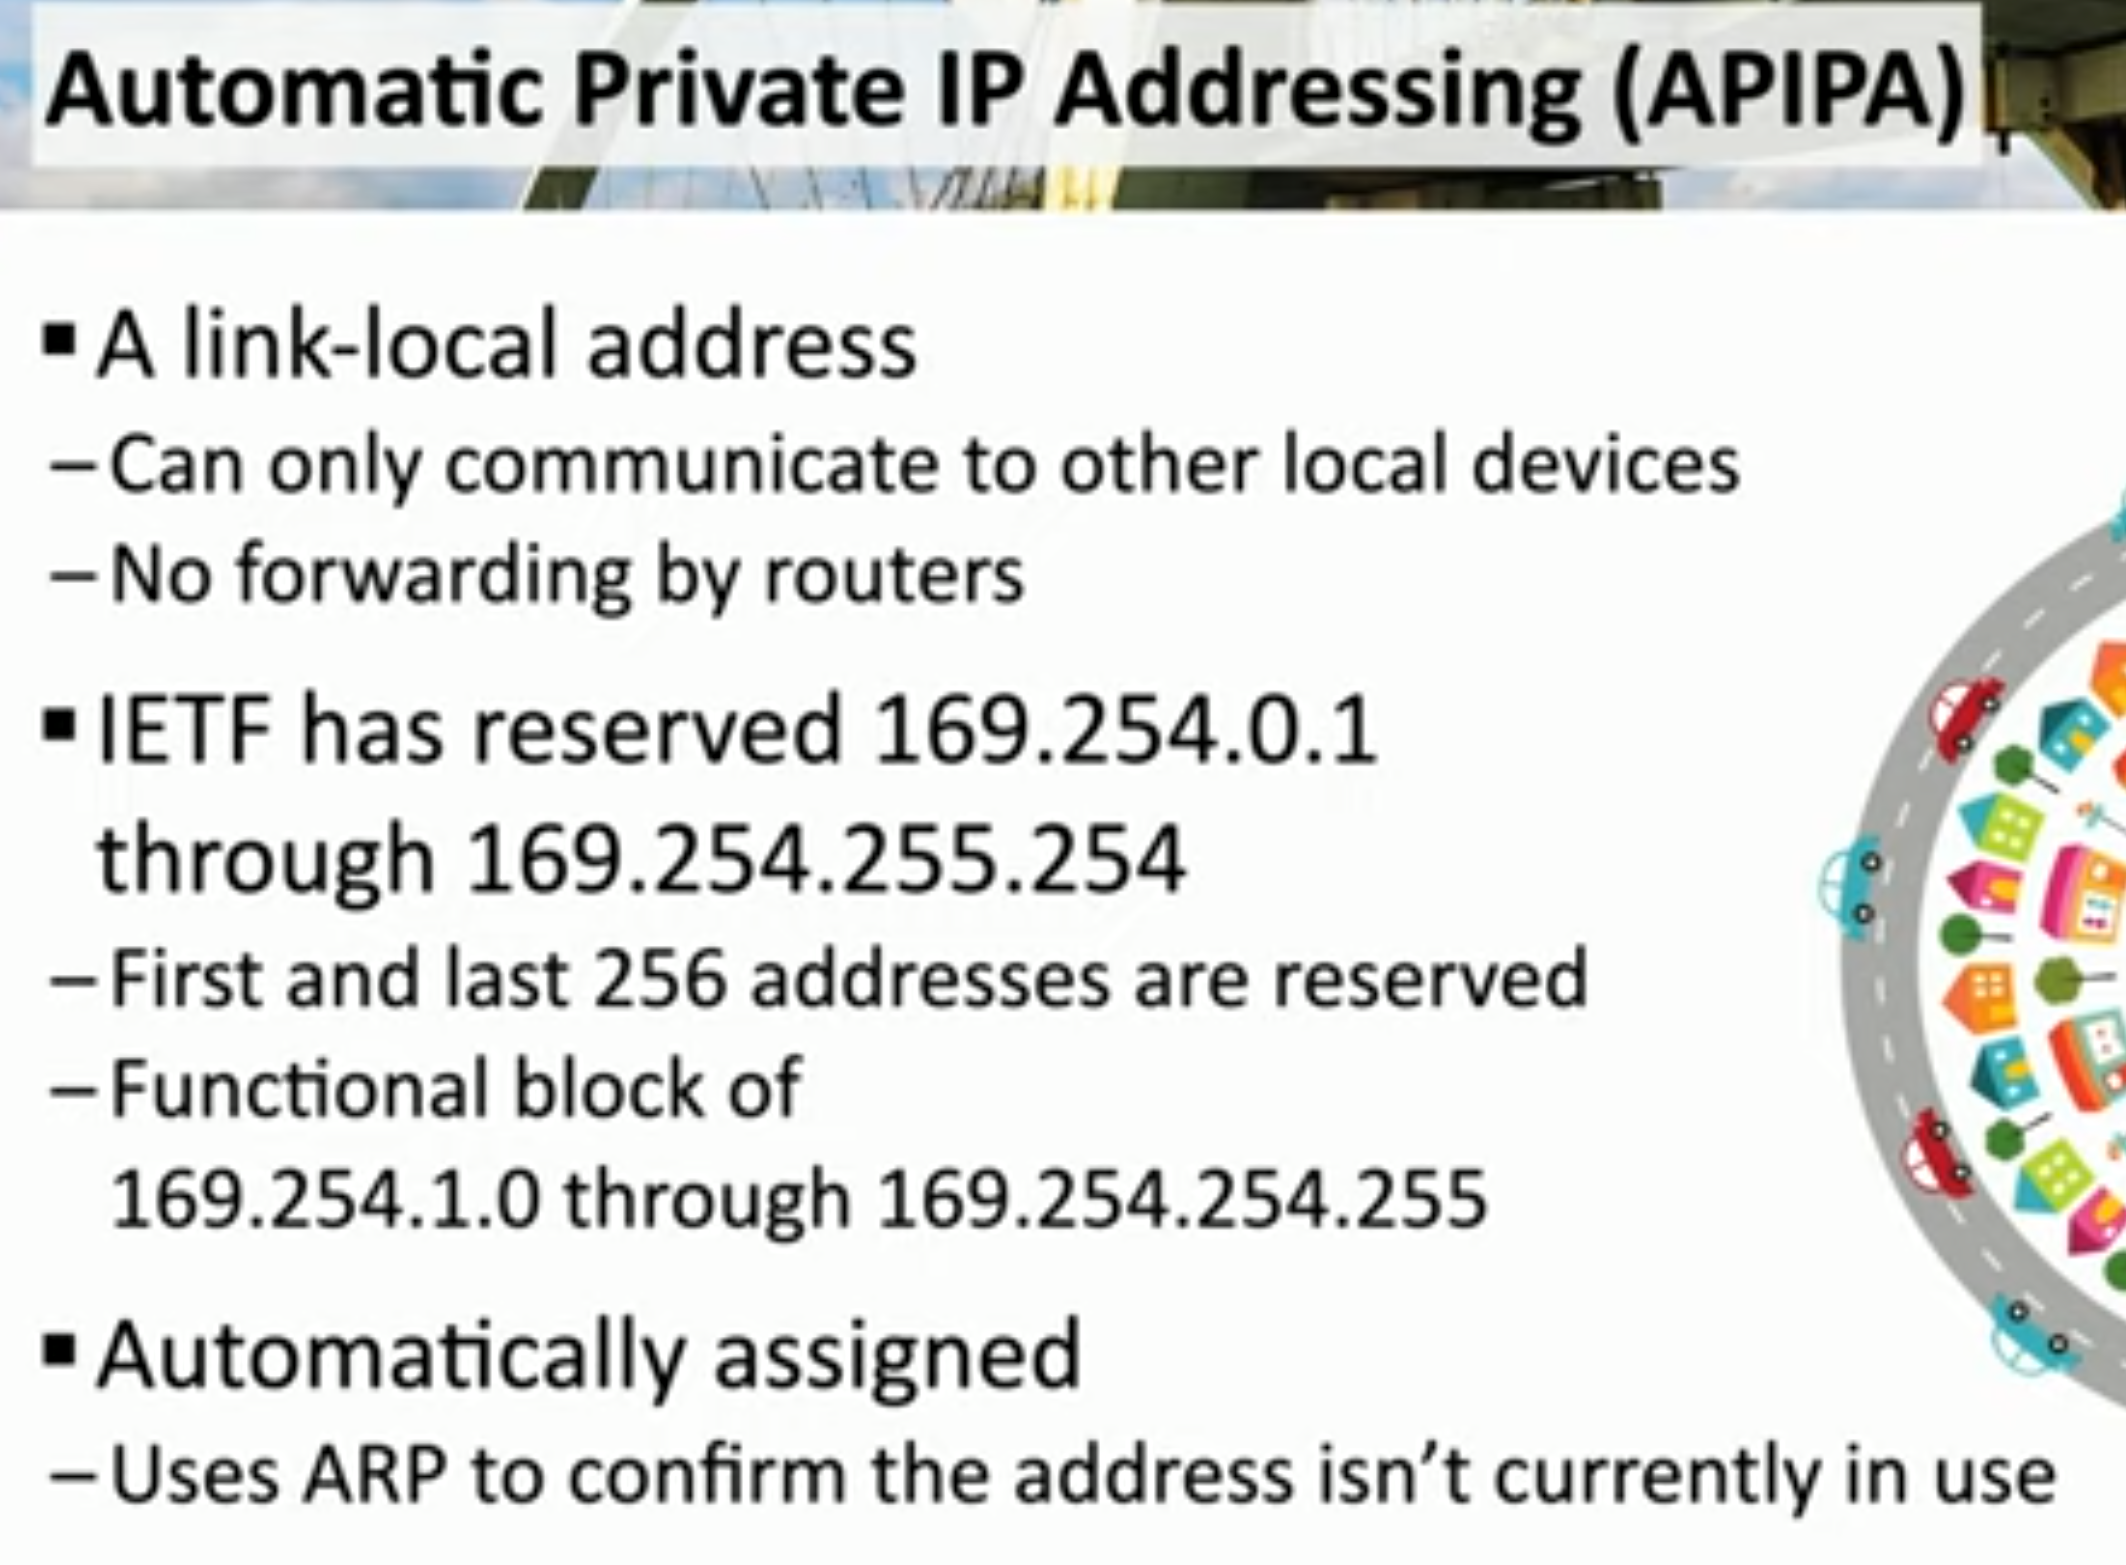 Automatic Private IP Addressing (APIPA)
▪ A link-local address
– Can only communicate to other local devices
– No forwarding by routers
▪ IETF has reserved 169.254.0.1
through 169.254.255.254
– First and last 256 addresses are reserved
– Functional block of
169.254.1.0 through 169.254.254.255
▪ Automatically assigned
– Uses ARP to confirm the address isn’t currently in use